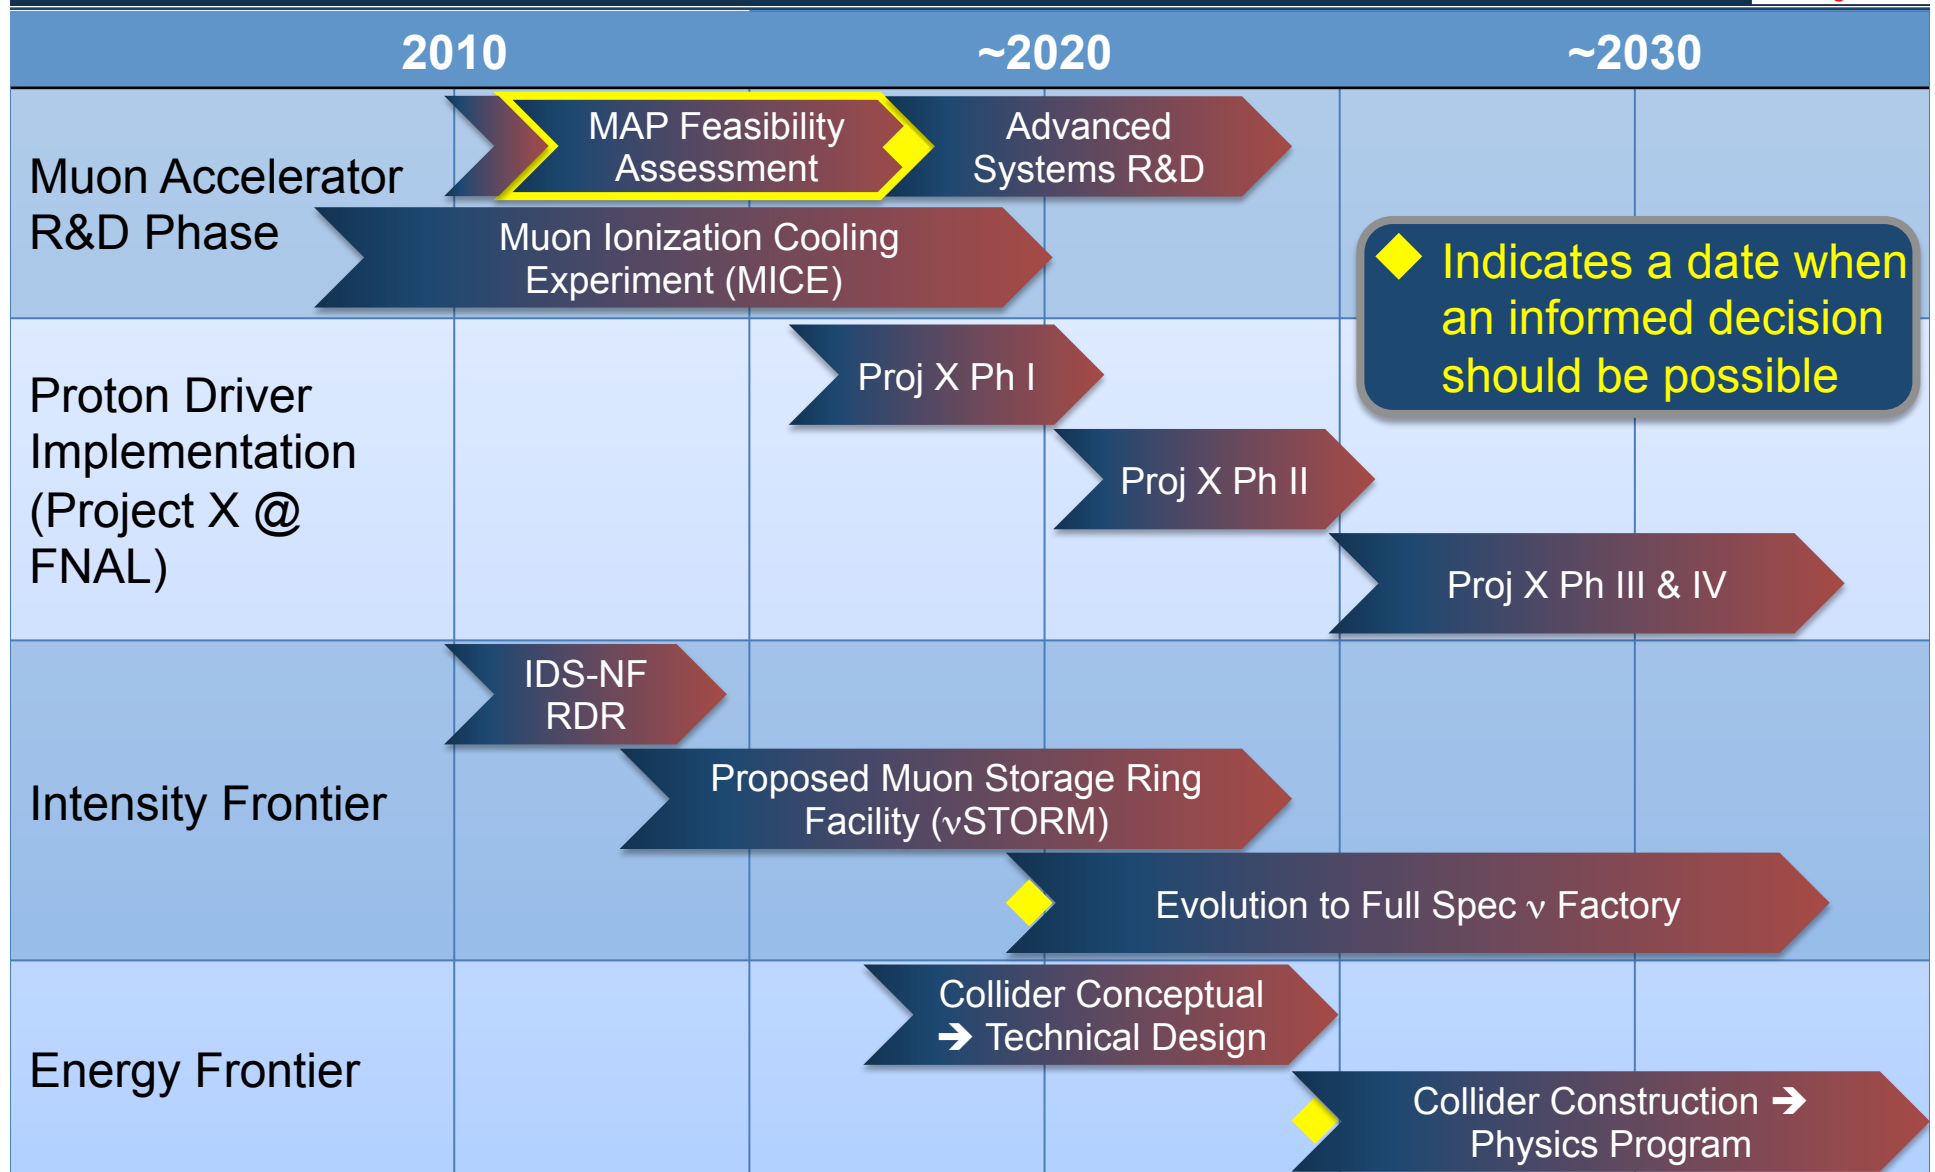 2010 ~2020 ~2030
Muon Accelerator
R&D Phase
MAP Feasibility
Assessment
Advanced
Systems R&D
Muon Ionization Cooling
Experiment (MICE)
Indicates a date when
an informed decision
should be possible
Proton Driver
Implementation
(Project X @
FNAL)
Proj X Ph I
Proj X Ph II
Proj X Ph III & IV
Intensity Frontier
IDS-NF
RDR
Proposed Muon Storage Ring
Facility (νSTORM)
Evolution to Full Spec ν Factory
Energy Frontier
Collider Conceptual
➔ Technical Design
Collider Construction ➔
Physics Program